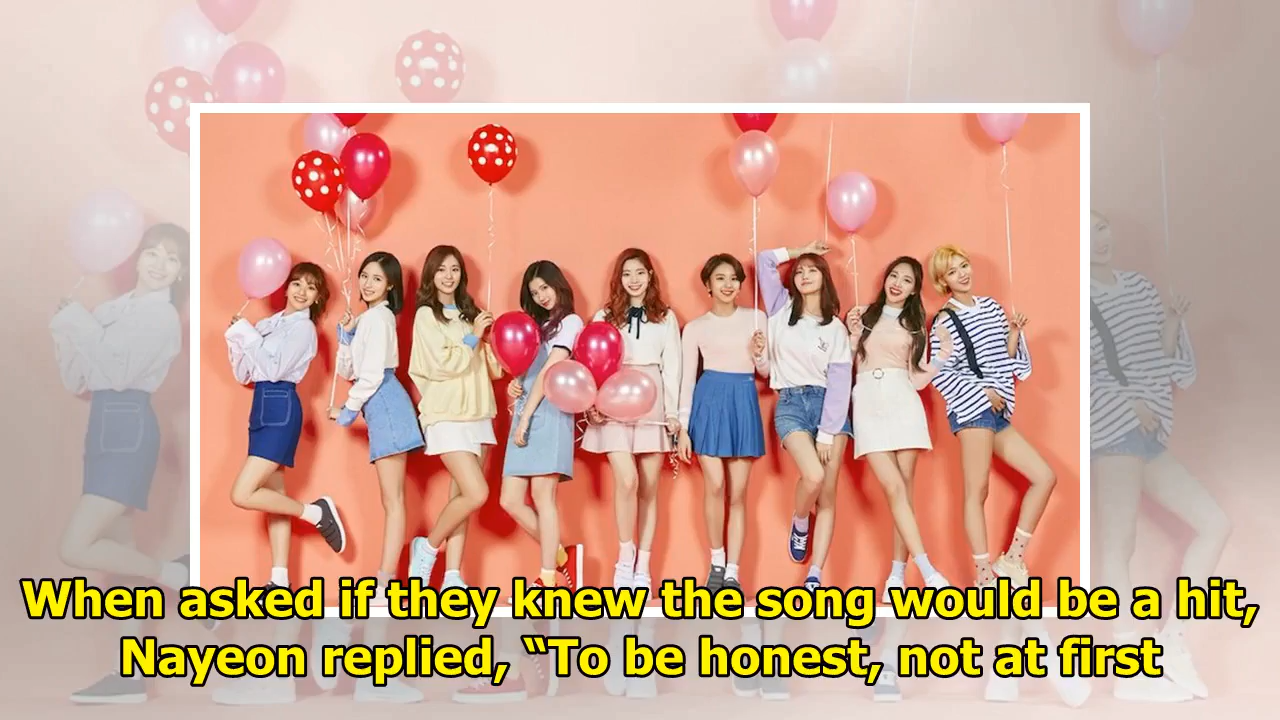 When asked if they knew the song would be a hit,
Nayeon replied, “To be honest, not at first